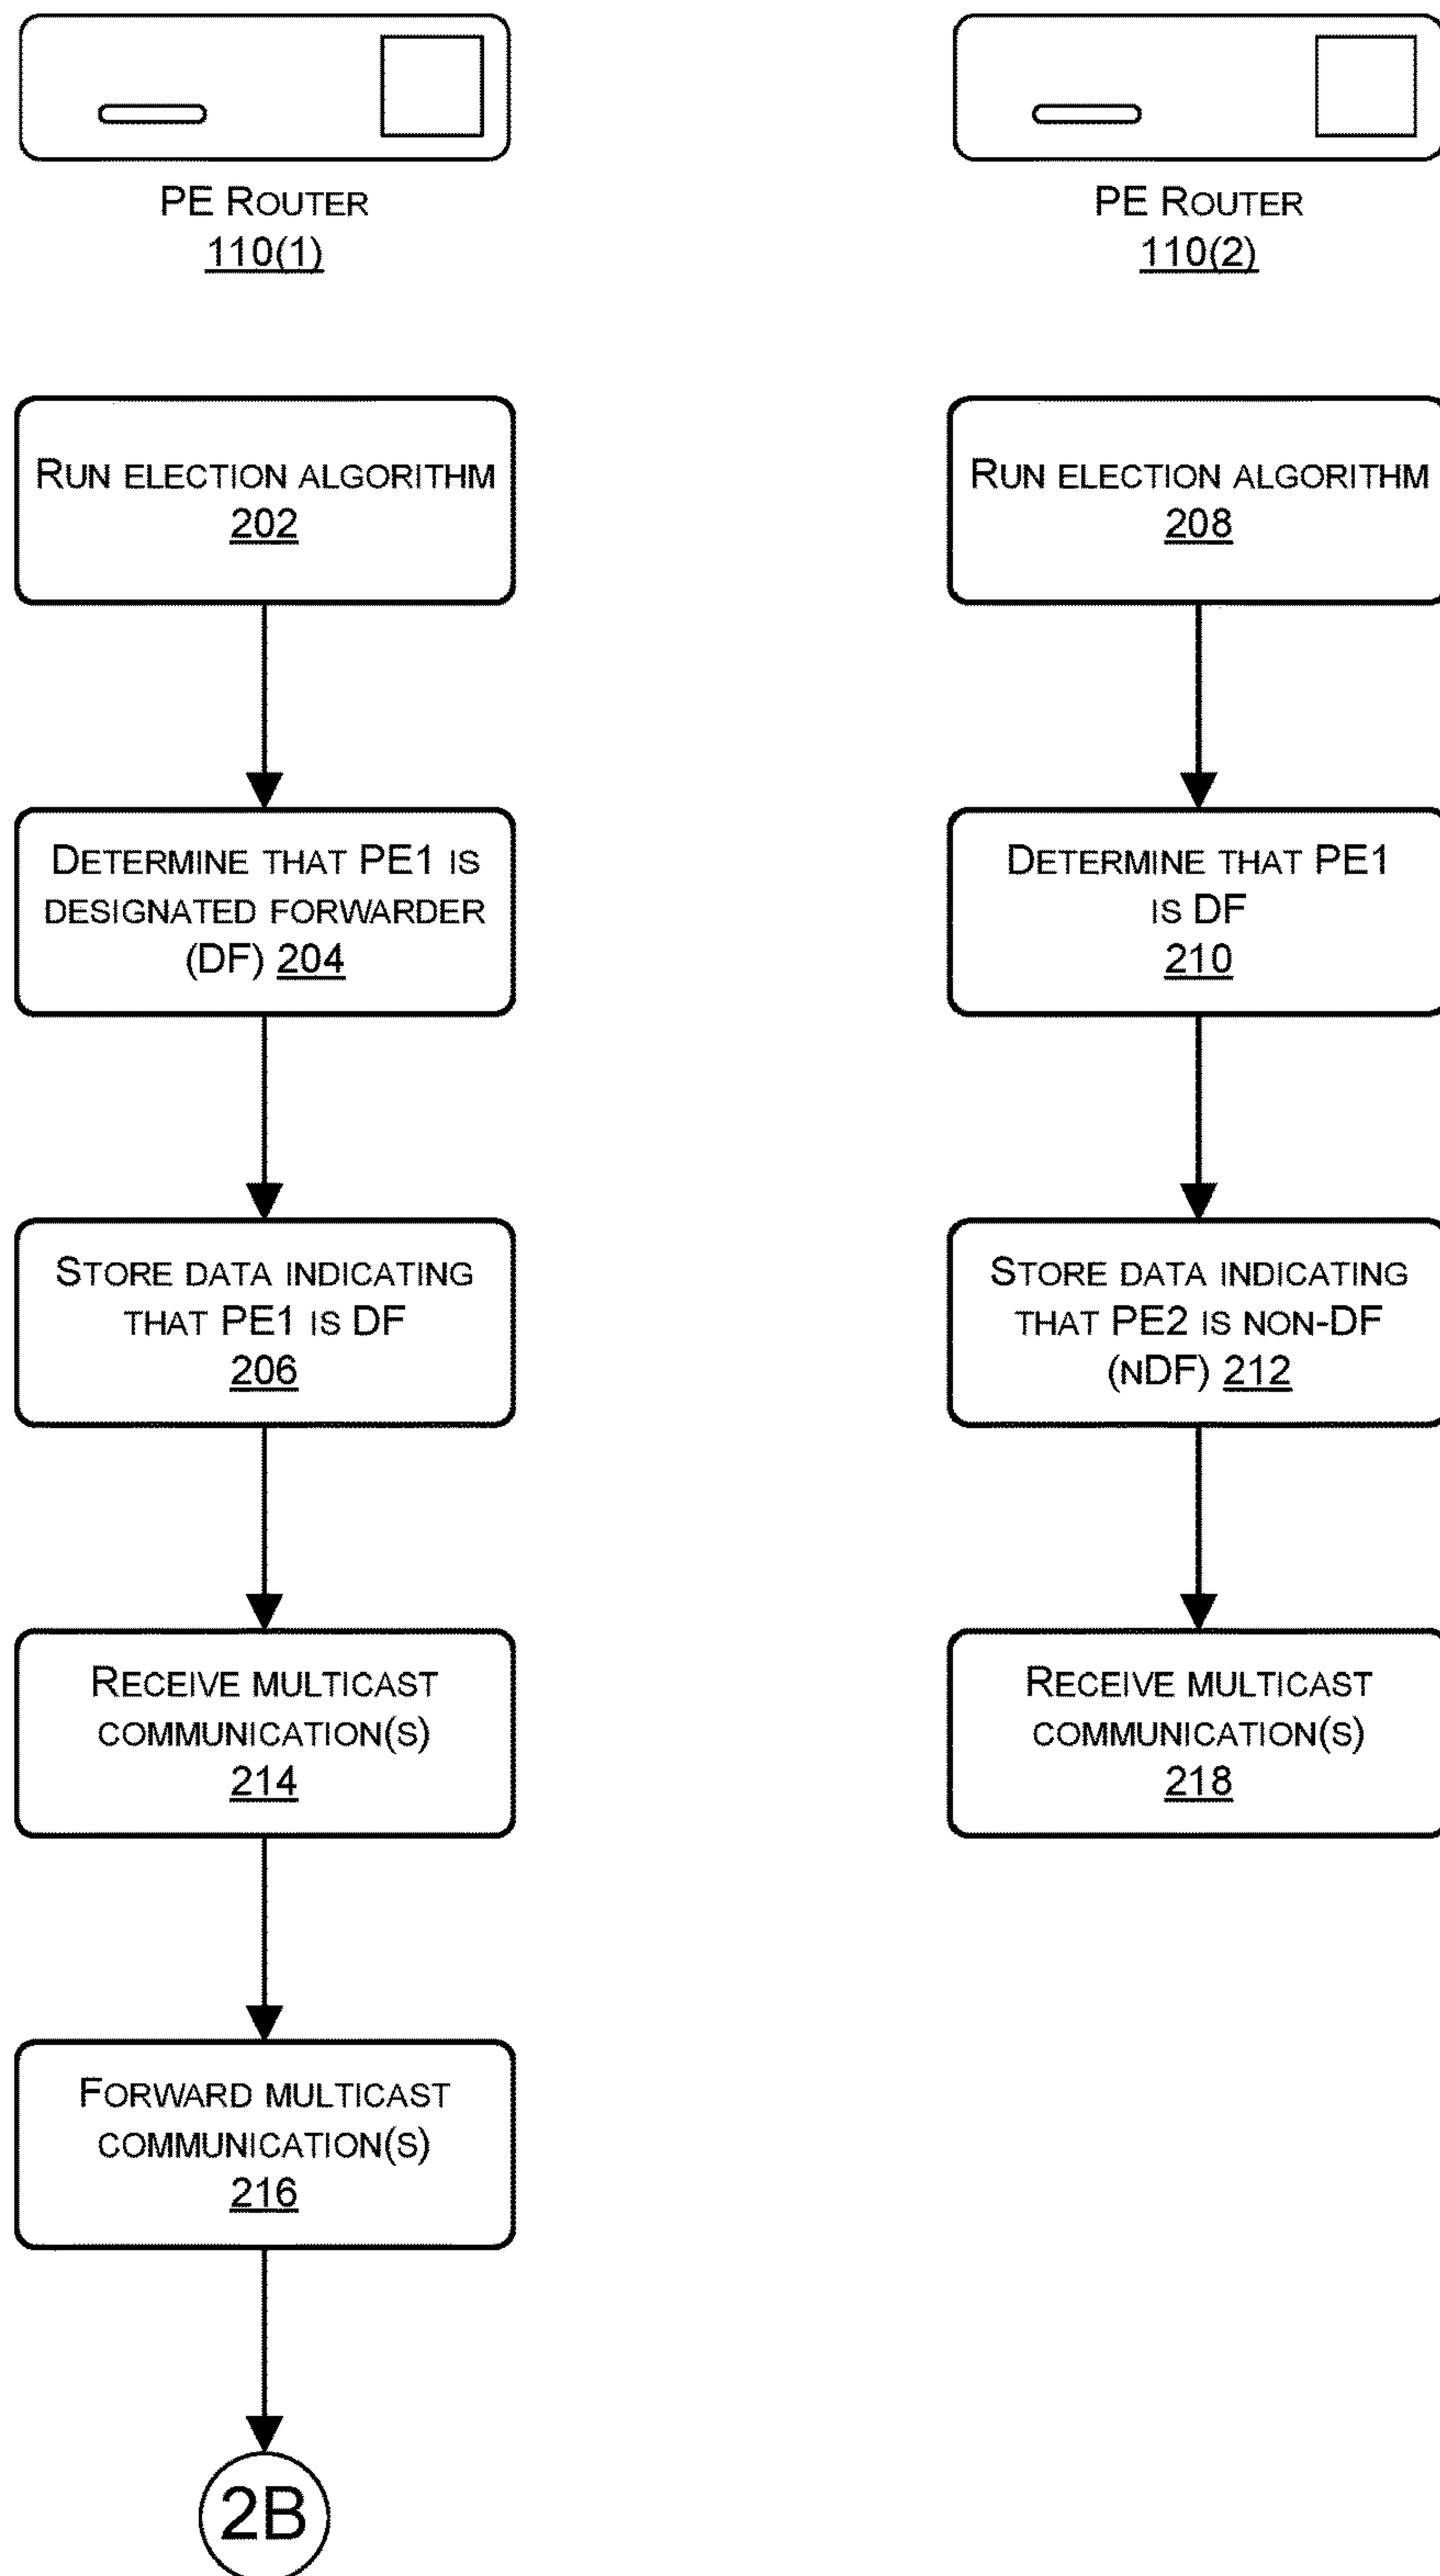 PE ROUTER
110(1)
RUN ELECTION ALGORITHM
202
DETERMINE THAT PE1 IS
DESIGNATED FORWARDER
(DF) 204
STORE DATA INDICATING
THAT PE1 IS DF
206
RECEIVE MULTICAST
COMMUNICATION(S)
214
FORWARD MULTICAST
COMMUNICATION(S)
216
2B
PE ROUTER
110(2)
RUN ELECTION ALGORITHM
208
DETERMINE THAT PE1
IS DF
210
STORE DATA INDICATING
THAT PE2 IS NON-DF
(NDF) 212
RECEIVE MULTICAST
COMMUNICATION(S)
218